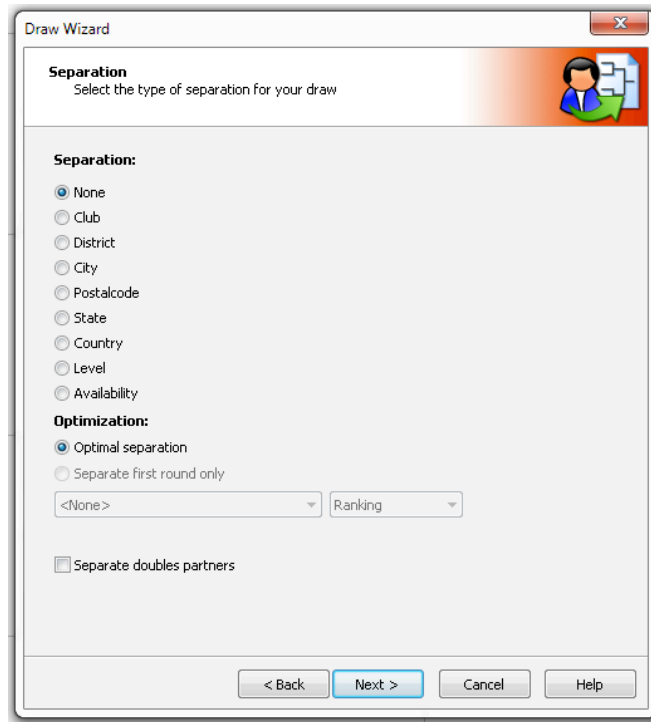 Draw Wizard
Separation
Select the type of separation for your draw
Separation:
None
Club
District
City
Postalcode
State
Country
Level
Availability
Optimization:
Optimal separation
Separate first round only
<None> Ranking
Separate doubles partners
< Back Next > Cancel Help